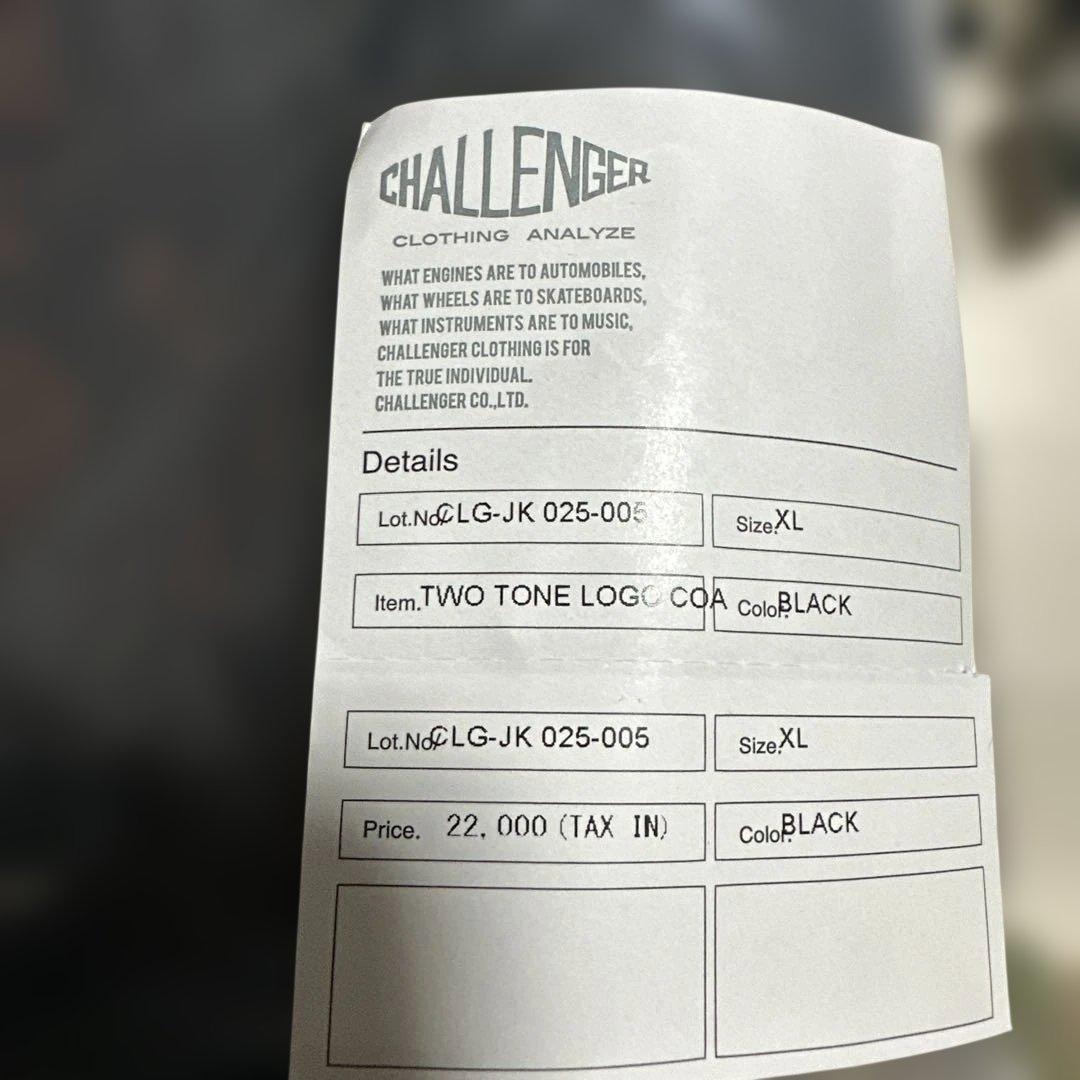 CHALLENGER
CLOTHING ANALYZE
WHAT ENGINES ARE TO AUTOMOBILES,
WHAT WHEELS ARE TO SKATEBOARDS,
WHAT INSTRUMENTS ARE TO MUSIC,
CHALLENGER CLOTHING IS FOR
THE TRUE INDIVIDUAL.
CHALLENGER CO.,LTD.
Details
Lot.No. CLG-JK 025-005 Size. XL
Item. TWO TONE LOGO COA Color. BLACK
Lot.No. CLG-JK 025-005 Size. XL
Price. 22,000 (TAX IN) Color. BLACK